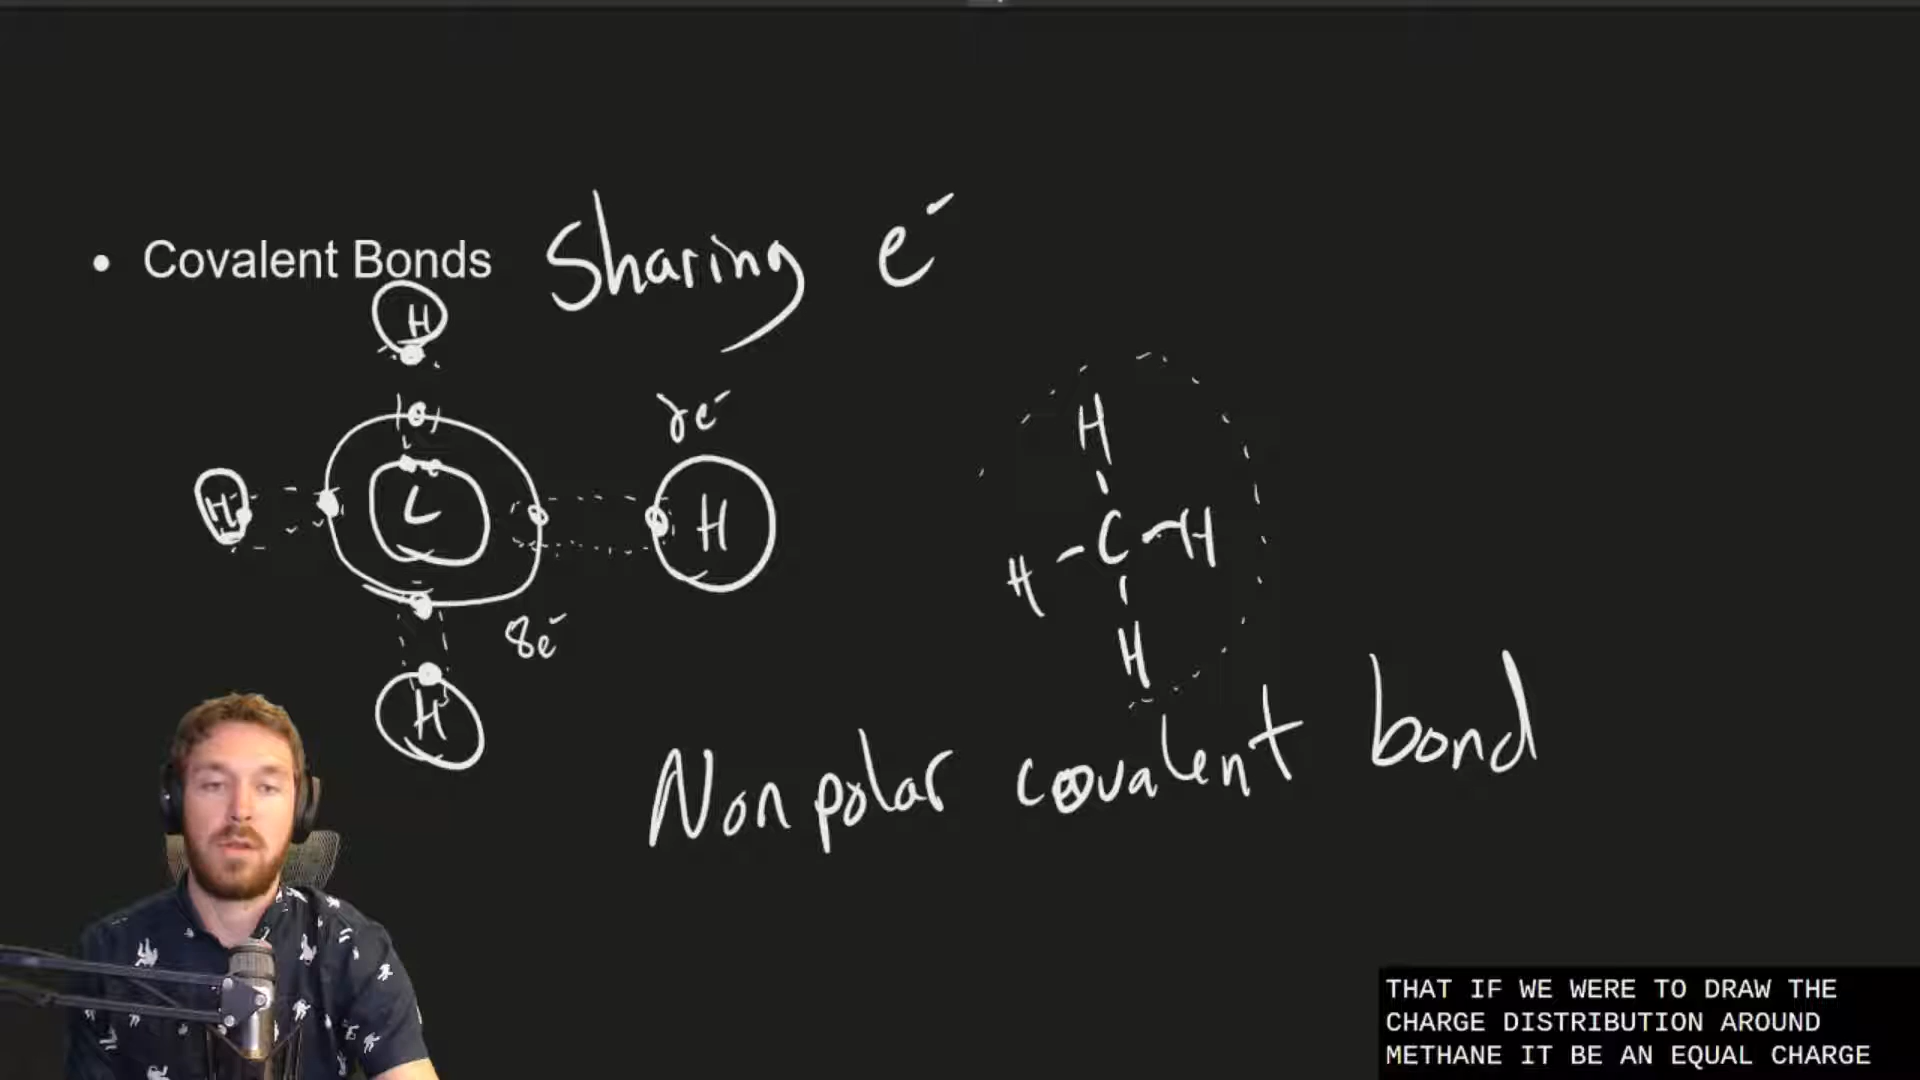 • Covalent Bonds Sharing e⁻
H
2e⁻
H
C
H
8e⁻
H
H
H - C - H
H
Nonpolar covalent bond
THAT IF WE WERE TO DRAW THE
CHARGE DISTRIBUTION AROUND
METHANE IT BE AN EQUAL CHARGE